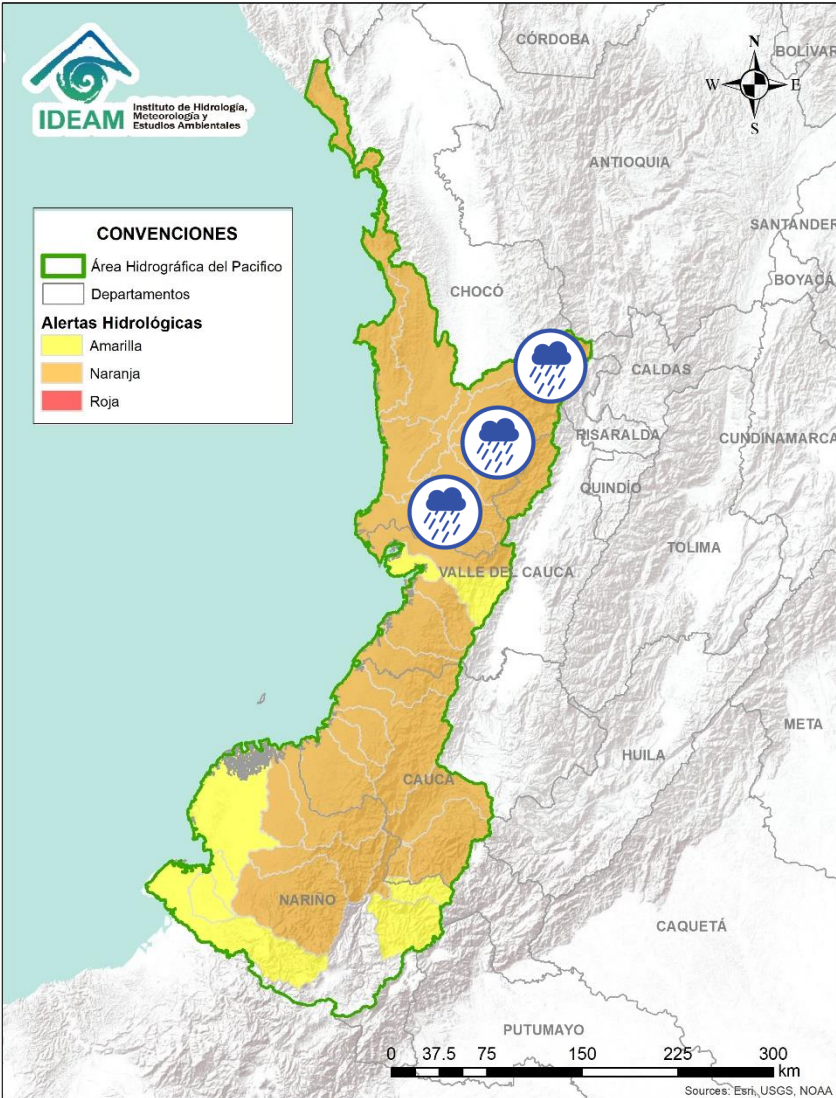 IDEAM
Instituto de Hidrología,
Meteorología y
Estudios Ambientales
N
W E
S
CONVENCIONES
Área Hidrográfica del Pacifico
Departamentos
Alertas Hidrológicas
Amarilla
Naranja
Roja
CÓRDOBA
BOLÍVAR
ANTIOQUIA
SANTANDER
BOYACÁ
CHOCÓ
CALDAS
RISARALDA
CUNDINAMARCA
QUINDÍO
TOLIMA
VALLE DEL CAUCA
META
HUILA
CAUCA
NARIÑO
CAQUETÁ
PUTUMAYO
0 37.5 75 150 225 300
km
Sources: Esri, USGS, NOAA